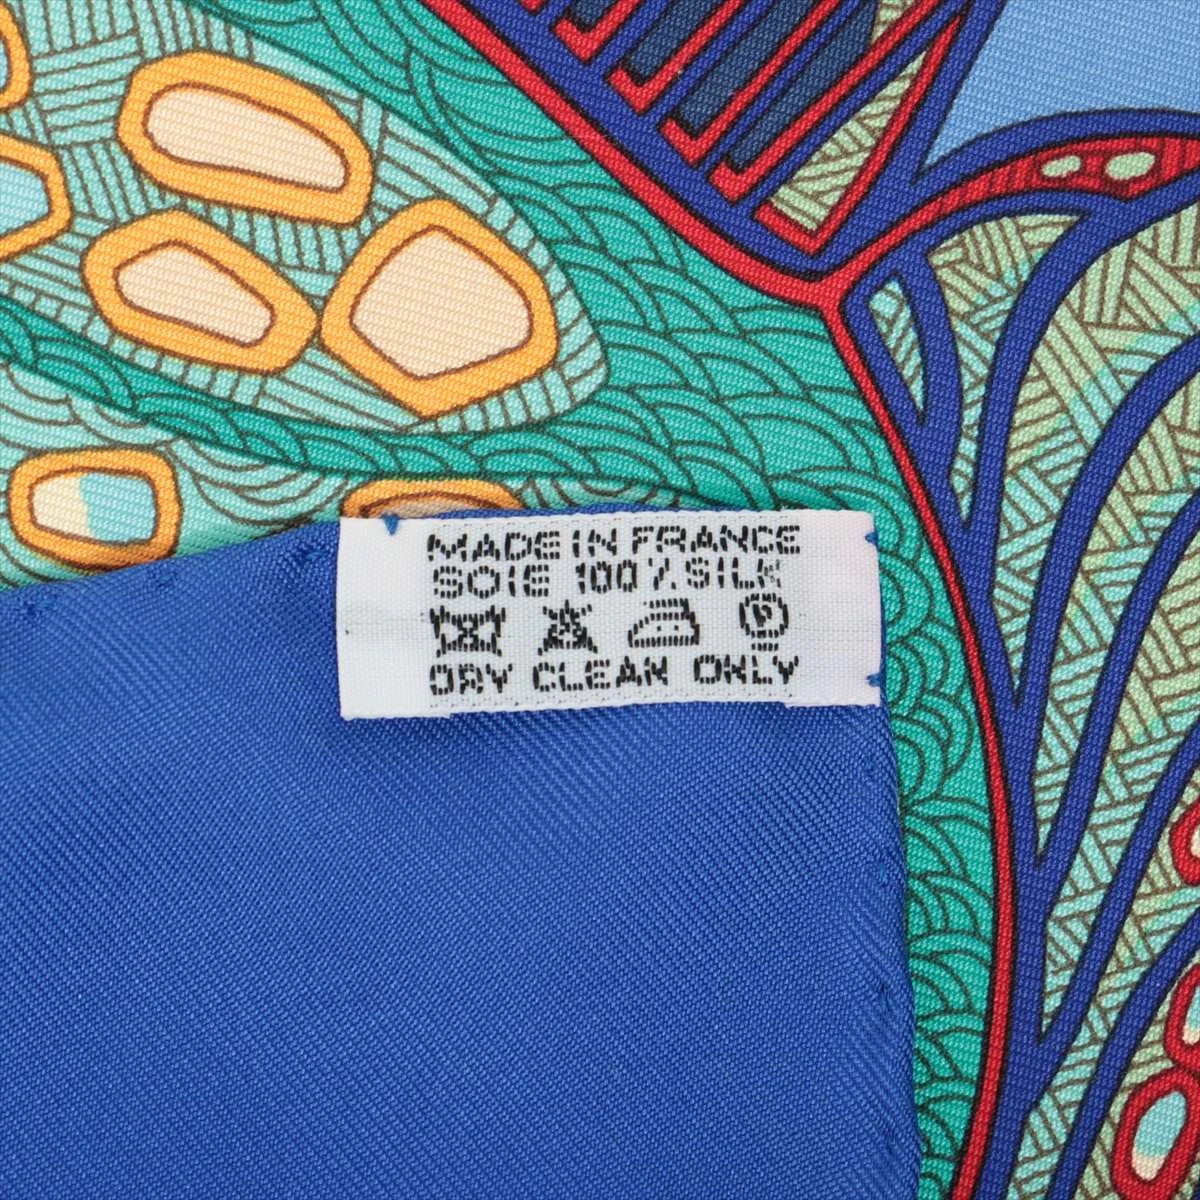 MADE IN FRANCE
SOIE 100% SILK
P
DRY CLEAN ONLY